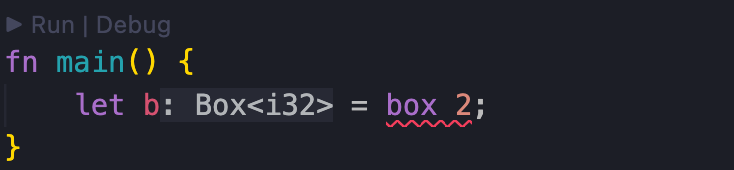 ▶ Run | Debug
fn main() {
    let b: Box<i32> = box 2;
}